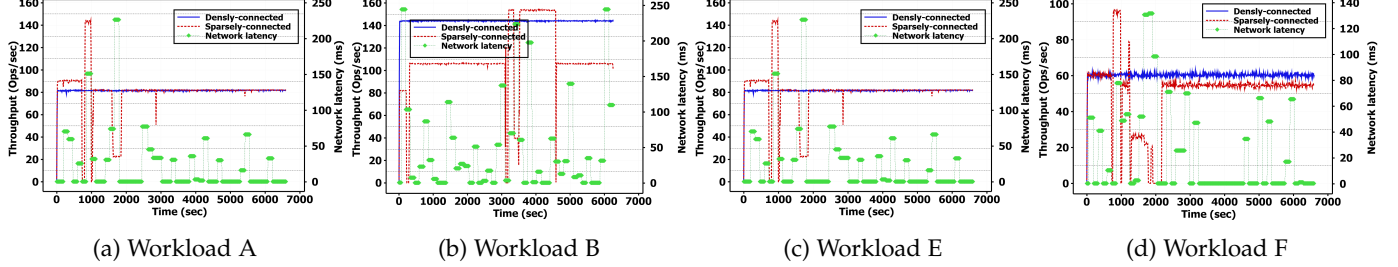 160
140
120
100
80
60
40
20
0
Throughput (Ops/sec)
0 1000 2000 3000 4000 5000 6000 7000
Time (sec)
250
200
150
100
50
0
Network latency (ms)
Densly-connected
Sparsely-connected
Network latency
(a) Workload A
160
140
120
100
80
60
40
20
0
Throughput (Ops/sec)
0 1000 2000 3000 4000 5000 6000 7000
Time (sec)
250
200
150
100
50
0
Network latency (ms)
Densly-connected
Sparsely-connected
Network latency
(b) Workload B
160
140
120
100
80
60
40
20
0
Throughput (Ops/sec)
0 1000 2000 3000 4000 5000 6000 7000
Time (sec)
250
200
150
100
50
0
Network latency (ms)
Densly-connected
Sparsely-connected
Network latency
(c) Workload E
100
80
60
40
20
0
Throughput (Ops/sec)
0 1000 2000 3000 4000 5000 6000 7000
Time (sec)
140
120
100
80
60
40
20
0
Network latency (ms)
Densly-connected
Sparsely-connected
Network latency
(d) Workload F